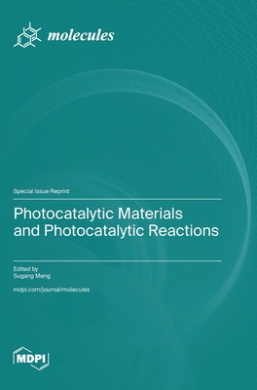 molecules
Special Issue Reprint
Photocatalytic Materials
and Photocatalytic Reactions
Edited by
Sugang Meng
mdpi.com/journal/molecules
MDPI